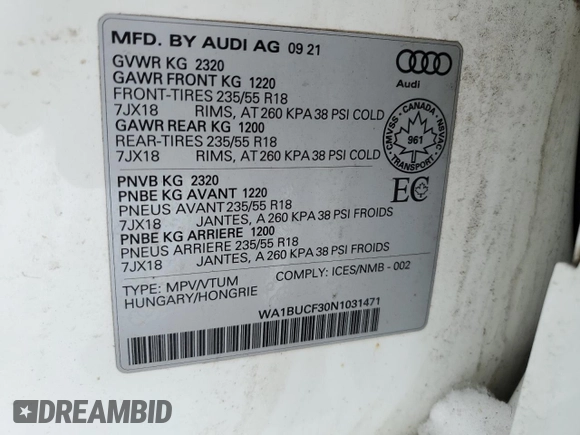 MFD. BY AUDI AG 09 21
GVWR KG 2320
GAWR FRONT KG 1220
FRONT-TIRES 235/55 R18
7JX18 RIMS, AT 260 KPA 38 PSI COLD
GAWR REAR KG 1200
REAR-TIRES 235/55 R18
7JX18 RIMS, AT 260 KPA 38 PSI COLD
Audi
CANADA
CMVSS NSVAC
961
TRANSPORT
EC
PNVB KG 2320
PNBE KG AVANT 1220
PNEUS AVANT 235/55 R18
7JX18 JANTES, A 260 KPA 38 PSI FROIDS
PNBE KG ARRIERE 1200
PNEUS ARRIERE 235/55 R18
7JX18 JANTES, A 260 KPA 38 PSI FROIDS
TYPE: MPV/VTUM COMPLY: ICES/NMB - 002
HUNGARY/HONGRIE
WA1BUCF30N1031471
DREAMBID